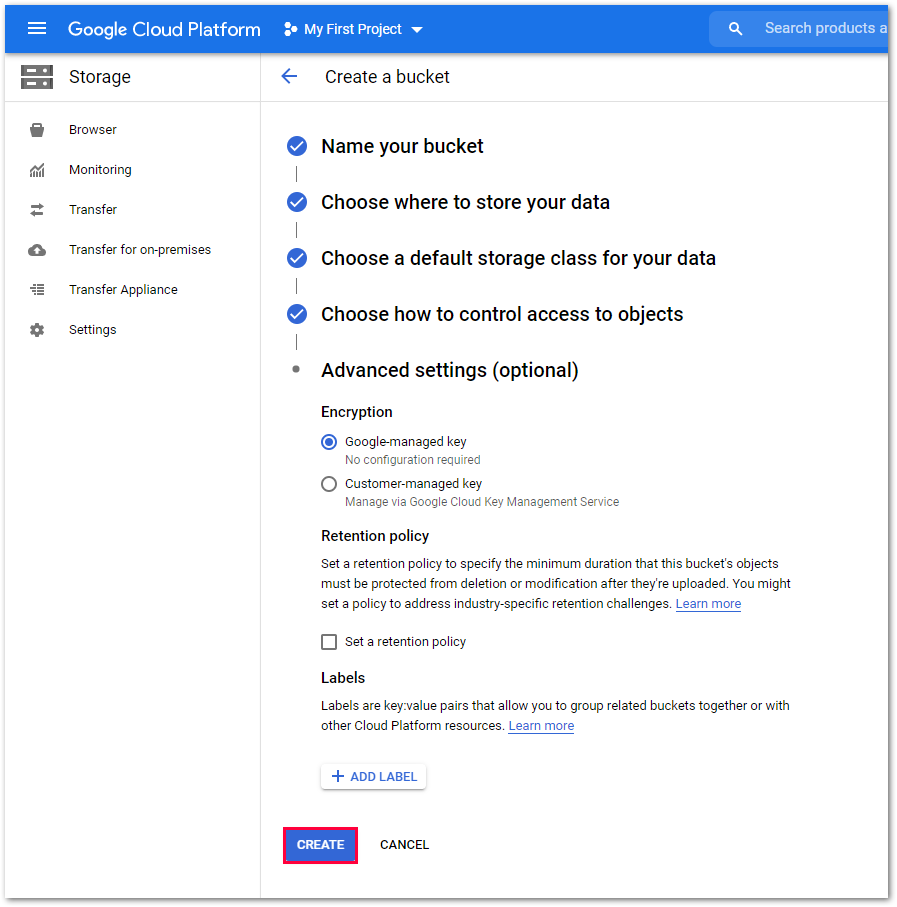 Google Cloud Platform
My First Project
Search products a
Storage
Create a bucket
Browser
Monitoring
Transfer
Transfer for on-premises
Transfer Appliance
Settings
Name your bucket
Choose where to store your data
Choose a default storage class for your data
Choose how to control access to objects
Advanced settings (optional)
Encryption
Google-managed key
No configuration required
Customer-managed key
Manage via Google Cloud Key Management Service
Retention policy
Set a retention policy to specify the minimum duration that this bucket's objects
must be protected from deletion or modification after they're uploaded. You might
set a policy to address industry-specific retention challenges. Learn more
Set a retention policy
Labels
Labels are key:value pairs that allow you to group related buckets together or with
other Cloud Platform resources. Learn more
ADD LABEL
CREATE CANCEL